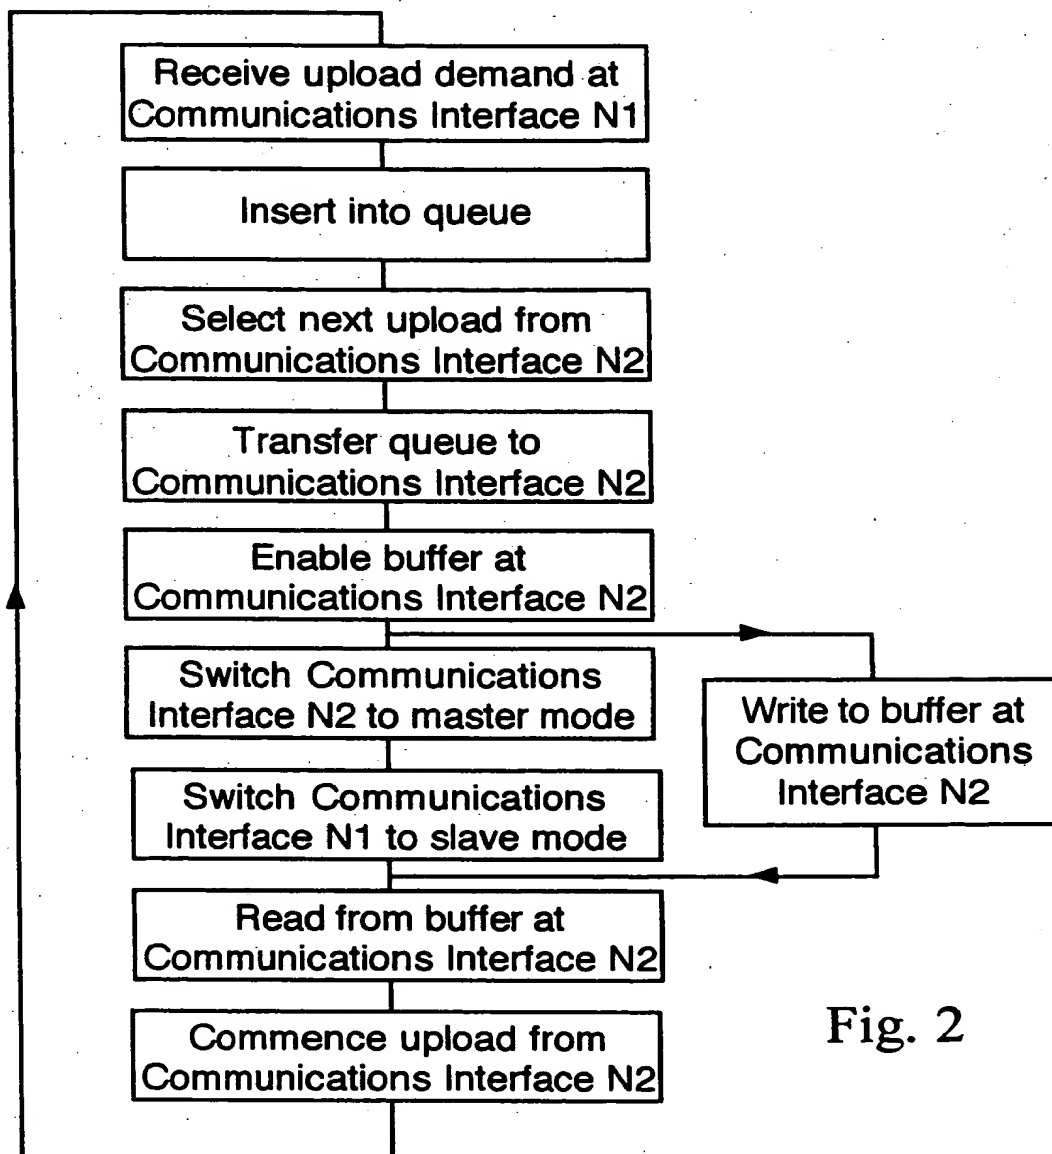 Receive upload demand at
Communications Interface N1
Insert into queue
Select next upload from
Communications Interface N2
Transfer queue to
Communications Interface N2
Enable buffer at
Communications Interface N2
Switch Communications
Interface N2 to master mode
Write to buffer at
Communications
Interface N2
Switch Communications
Interface N1 to slave mode
Read from buffer at
Communications Interface N2
Commence upload from
Communications Interface N2
Fig. 2